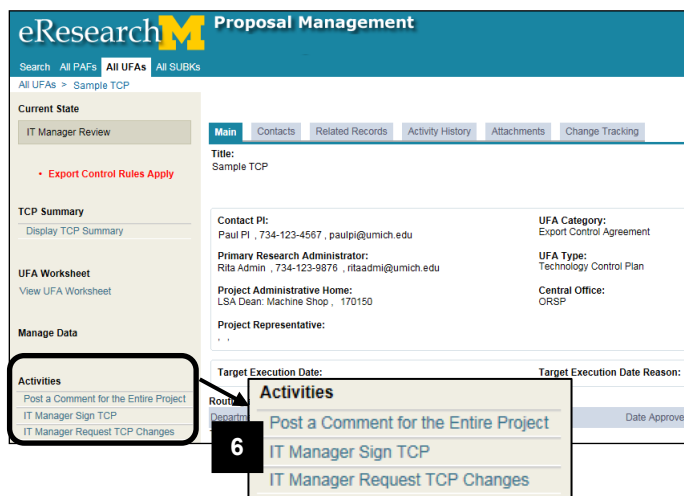 eResearch M Proposal Management
Search All PAFs All UFAs All SUBKs
All UFAs > Sample TCP
Current State
IT Manager Review
• Export Control Rules Apply
TCP Summary
Display TCP Summary
UFA Worksheet
View UFA Worksheet
Manage Data
Activities
Post a Comment for the Entire Project
IT Manager Sign TCP
IT Manager Request TCP Changes
Main Contacts Related Records Activity History Attachments Change Tracking
Title:
Sample TCP
Contact PI:
Paul PI , 734-123-4567 , paulpi@umich.edu
Primary Research Administrator:
Rita Admin , 734-123-9876 , ritaadmi@umich.edu
Project Administrative Home:
LSA Dean: Machine Shop , 170150
Project Representative:
, ,
UFA Category:
Export Control Agreement
UFA Type:
Technology Control Plan
Central Office:
ORSP
Target Execution Date: Target Execution Date Reason:
Date Approve
6
Activities
Post a Comment for the Entire Project
IT Manager Sign TCP
IT Manager Request TCP Changes